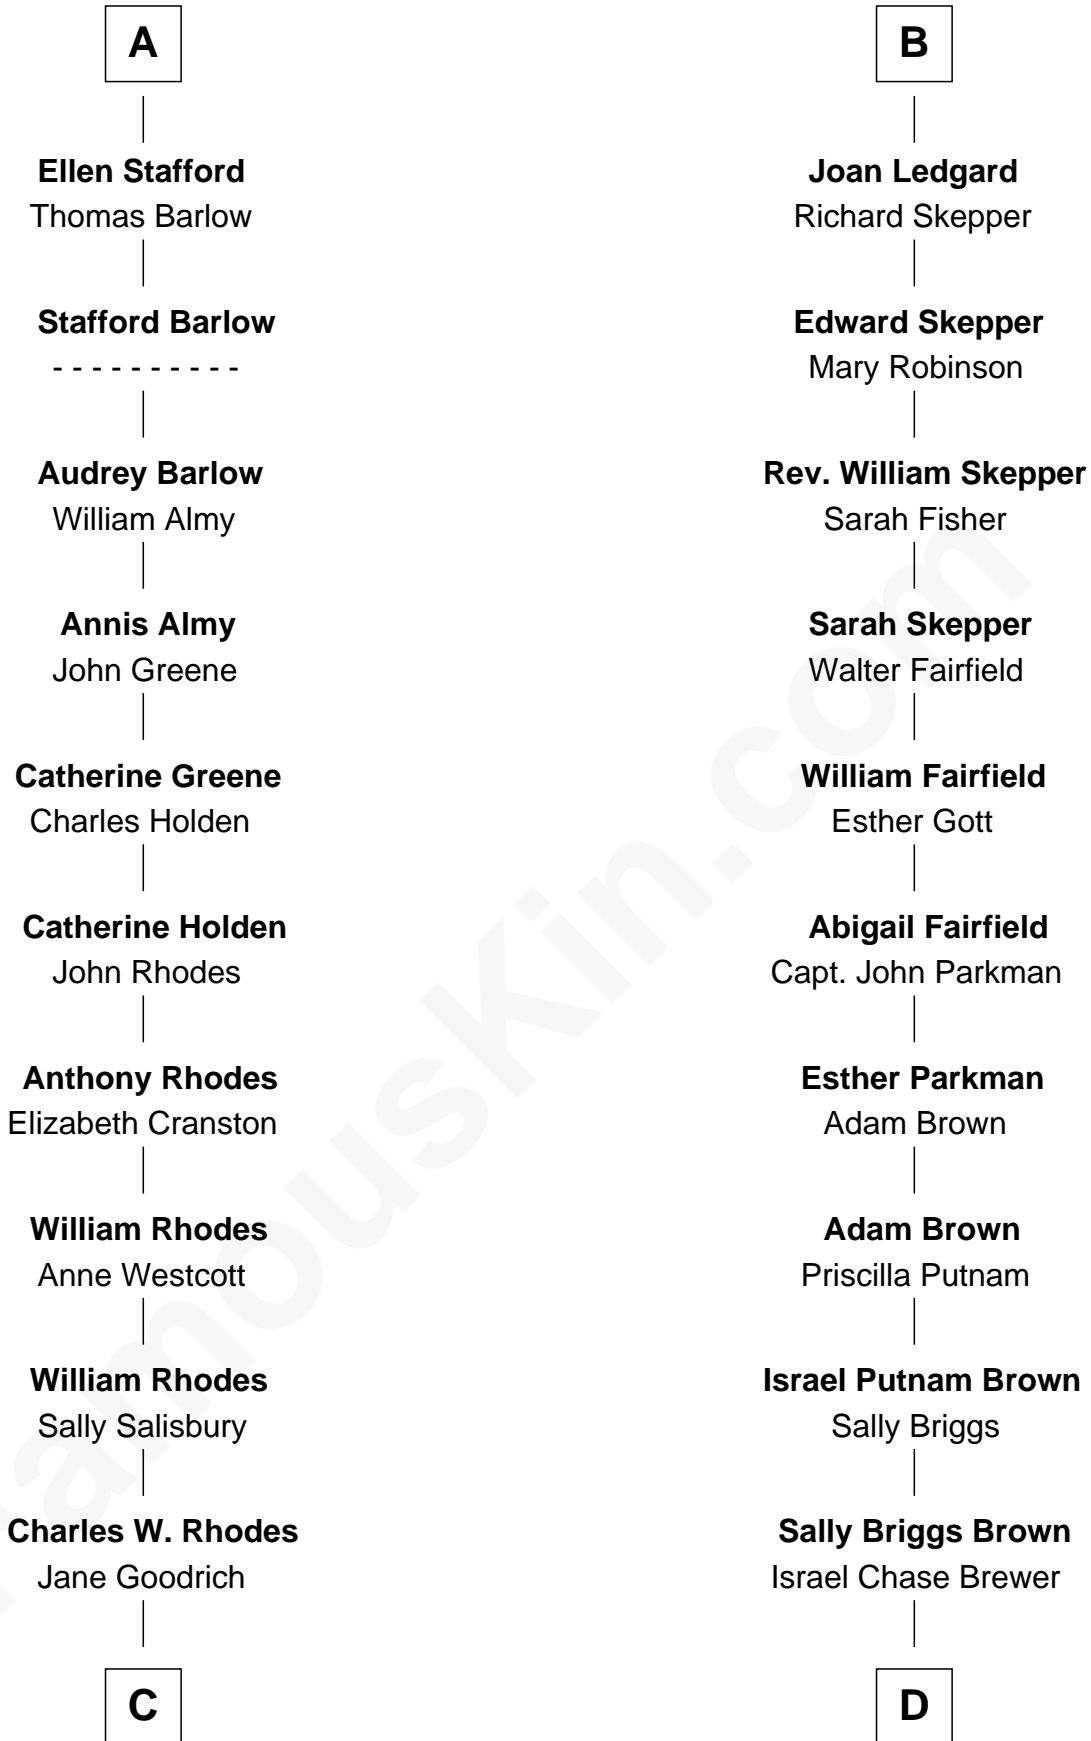 A
Ellen Stafford
Thomas Barlow
Stafford Barlow
- - - - - - - - - -
Audrey Barlow
William Almy
Annis Almy
John Greene
Catherine Greene
Charles Holden
Catherine Holden
John Rhodes
Anthony Rhodes
Elizabeth Cranston
William Rhodes
Anne Westcott
William Rhodes
Sally Salisbury
Charles W. Rhodes
Jane Goodrich
C
B
Joan Ledgard
Richard Skepper
Edward Skepper
Mary Robinson
Rev. William Skepper
Sarah Fisher
Sarah Skepper
Walter Fairfield
William Fairfield
Esther Gott
Abigail Fairfield
Capt. John Parkman
Esther Parkman
Adam Brown
Adam Brown
Priscilla Putnam
Israel Putnam Brown
Sally Briggs
Sally Briggs Brown
Israel Chase Brewer
D
FamousKin.com